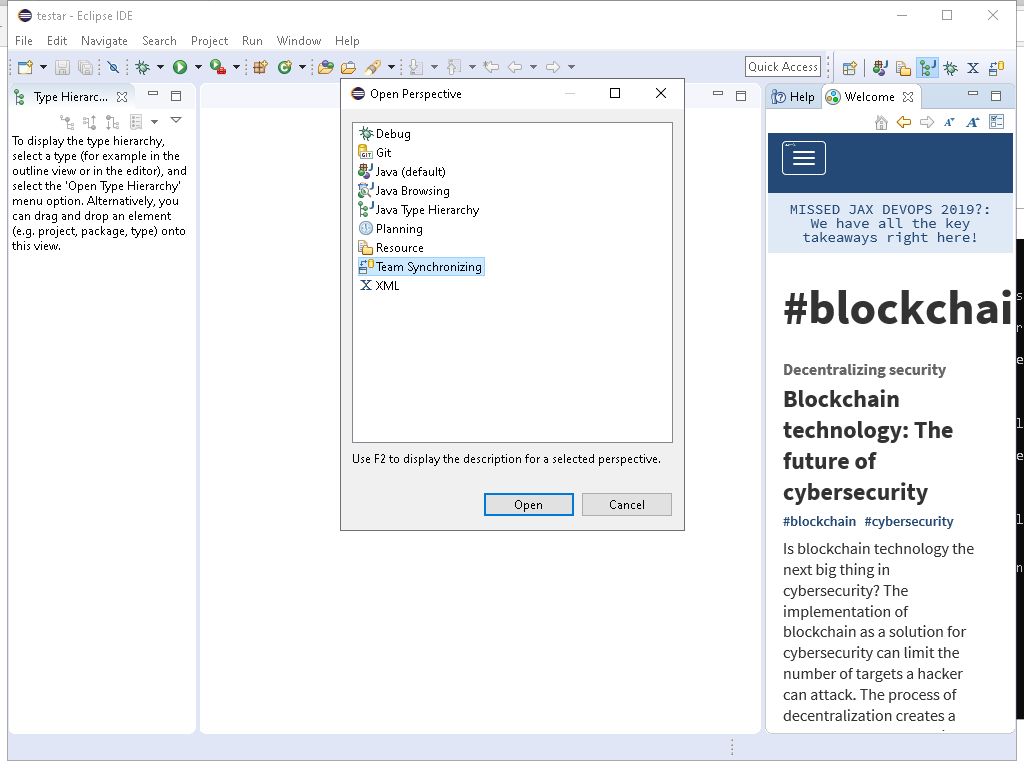 testar - Eclipse IDE
File Edit Navigate Search Project Run Window Help
Quick Access
Type Hierarc...
To display the type hierarchy,
select a type (for example in the
outline view or in the editor), and
select the 'Open Type Hierarchy'
menu option. Alternatively, you
can drag and drop an element
(e.g. project, package, type) onto
this view.
Open Perspective
Debug
GIT
Git
Java (default)
Java Browsing
Java Type Hierarchy
Planning
Resource
Team Synchronizing
XML
Use F2 to display the description for a selected perspective.
Open Cancel
Help Welcome
MISSED JAX DEVOPS 2019?:
We have all the key
takeaways right here!
#blockchai
Decentralizing security
Blockchain
technology: The
future of
cybersecurity
#blockchain #cybersecurity
Is blockchain technology the
next big thing in
cybersecurity? The
implementation of
blockchain as a solution for
cybersecurity can limit the
number of targets a hacker
can attack. The process of
decentralization creates a